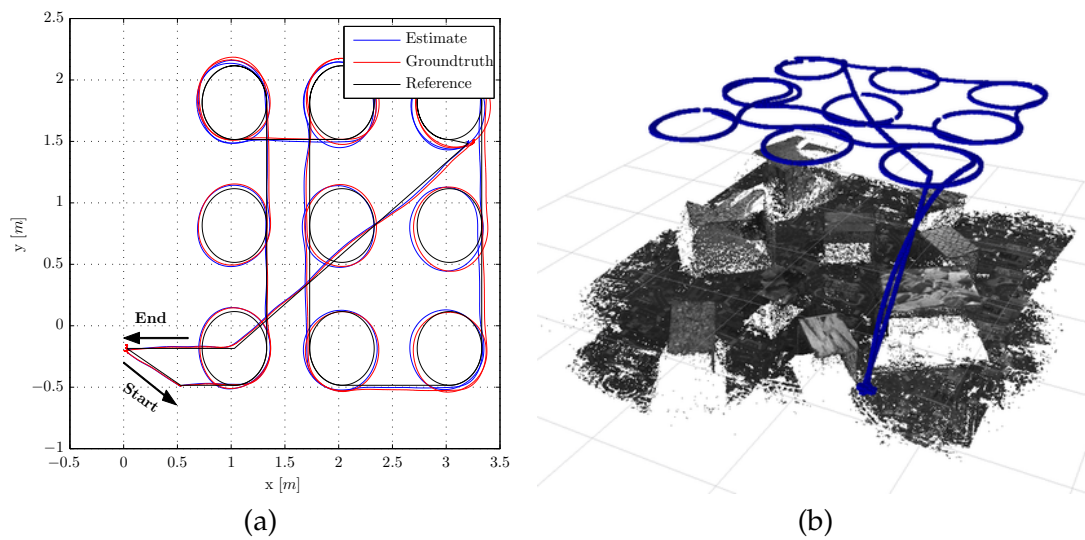 2.5
2
1.5
1
0.5
0
−0.5
−1
−0.5 0 0.5 1 1.5 2 2.5 3 3.5
y [m]
x [m]
Estimate
Groundtruth
Reference
End
Start
(a)
(b)